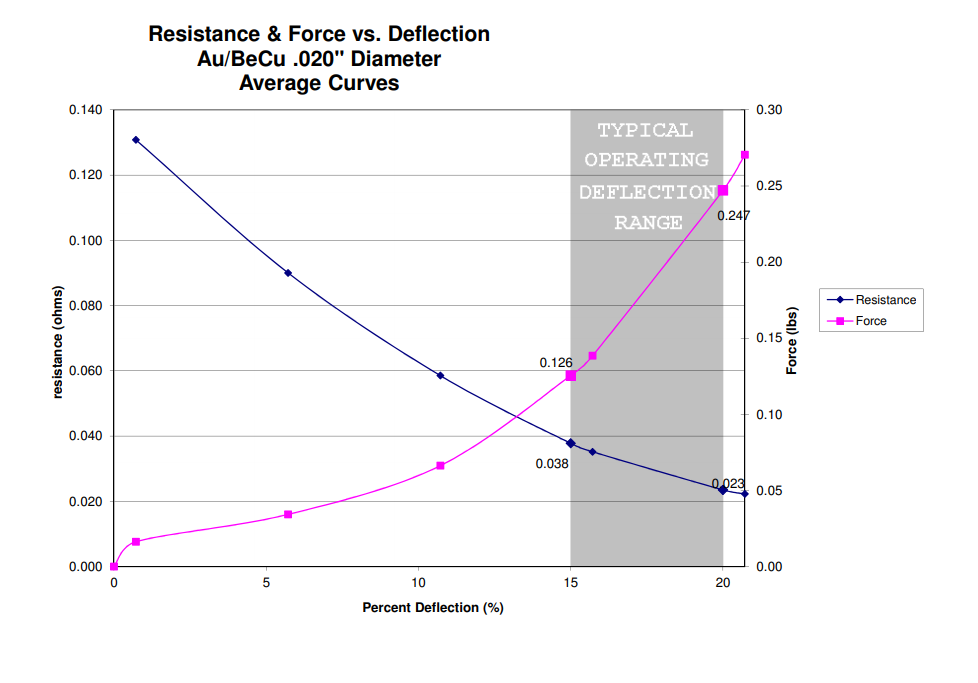 Resistance & Force vs. Deflection
Au/BeCu .020" Diameter
Average Curves
0.140
0.120
0.100
0.080
0.060
0.040
0.020
0.000
resistance (ohms)
0
5
10
15
20
Percent Deflection (%)
0.30
0.25
0.20
0.15
0.10
0.05
0.00
Force (lbs)
TYPICAL
OPERATING
DEFLECTION
RANGE
0.247
0.126
0.038
0.023
Resistance
Force